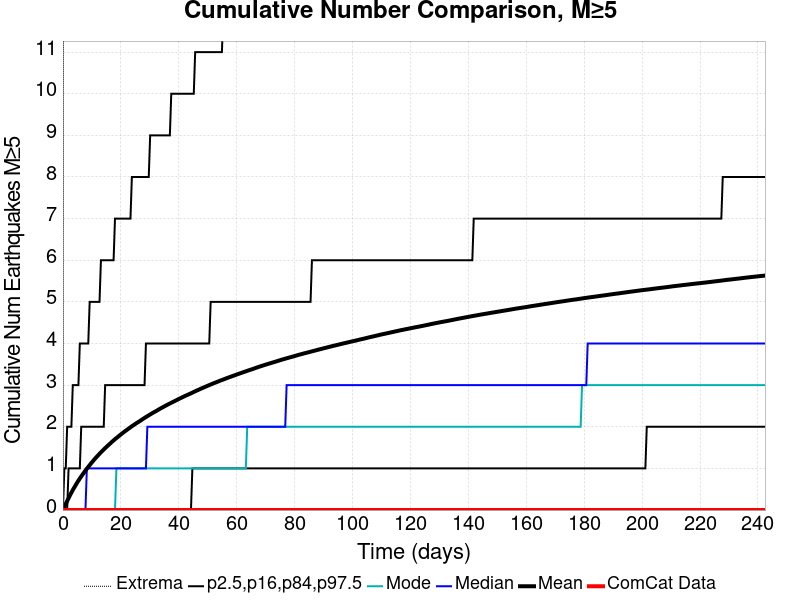 Cumulative Number Comparison, M≥5
Cumulative Num Earthquakes M≥5
11
10
9
8
7
6
5
4
3
2
1
0
0 20 40 60 80 100 120 140 160 180 200 220 240
Time (days)
Extrema p2.5,p16,p84,p97.5 Mode Median Mean ComCat Data